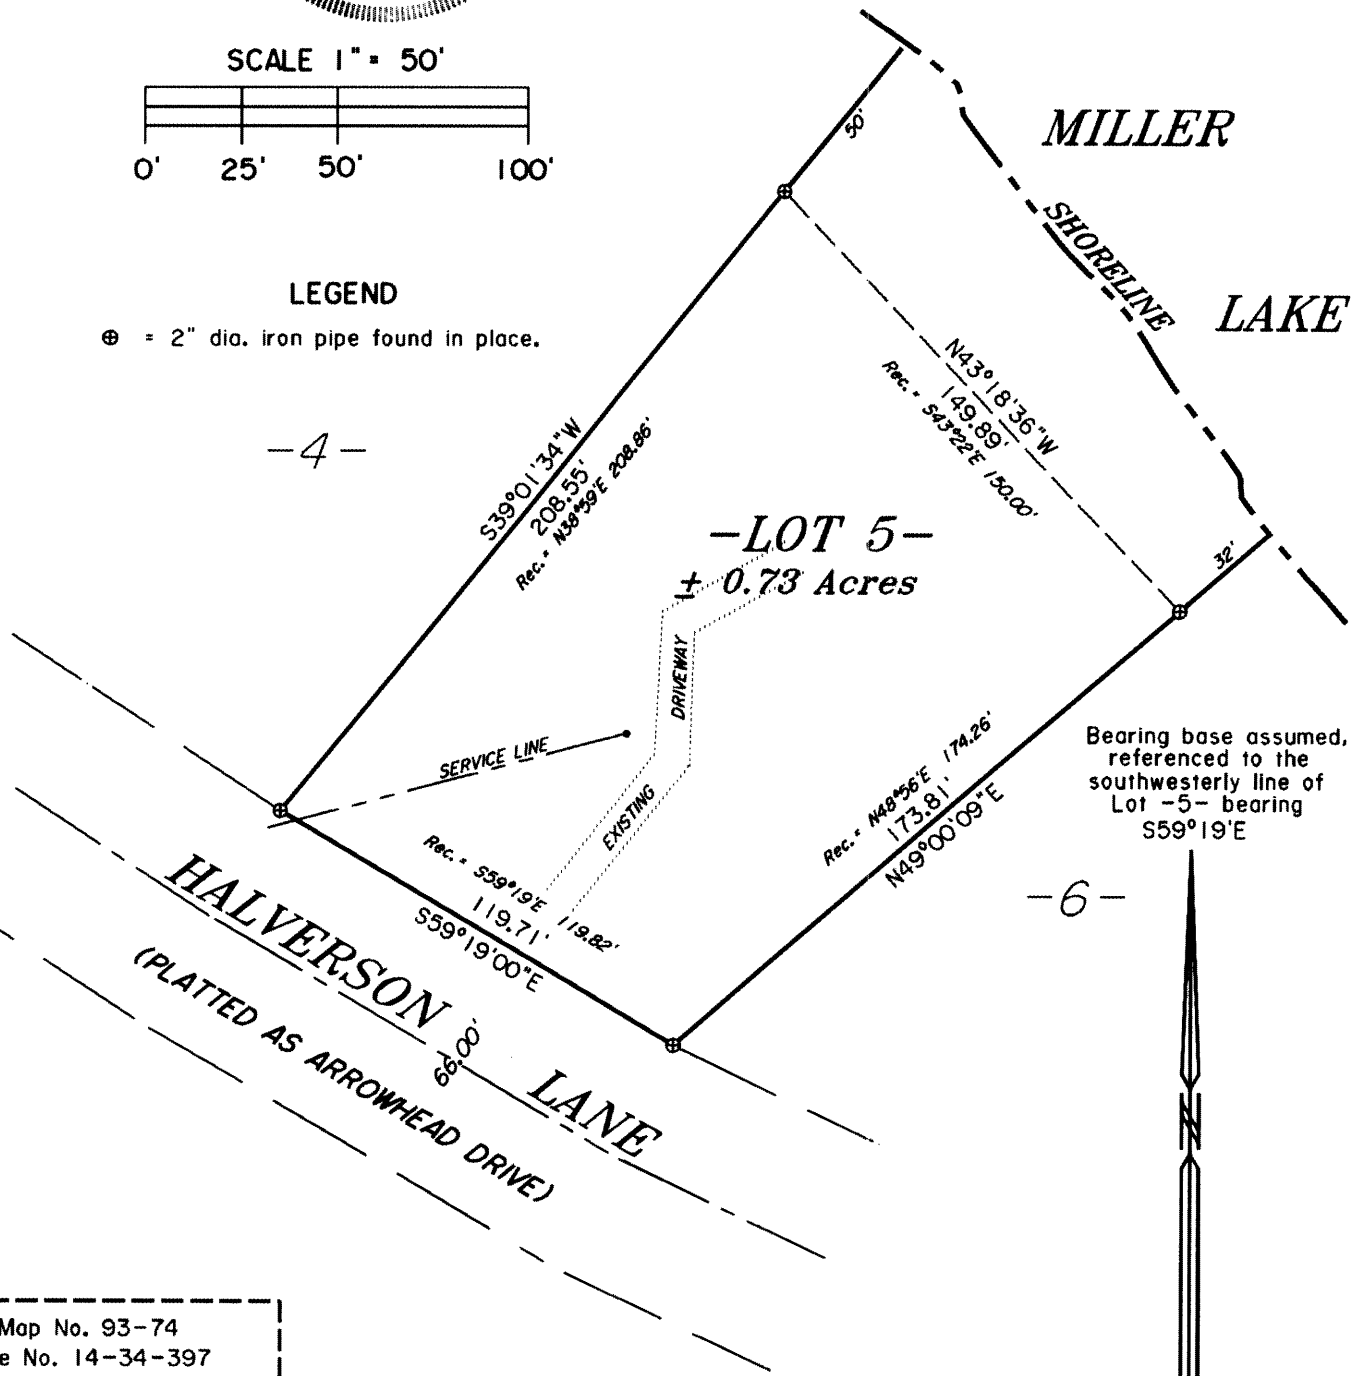 SCALE 1" = 50'
0' 25' 50' 100'
LEGEND
⊕ = 2" dia. iron pipe found in place.
MILLER
LAKE
SHORELINE
50'
32'
-4-
S39°01'34"W
208.55'
Rec. = N38°59'E 208.86'
N43°18'36"W
149.89'
Rec. = S43°22'E 150.00'
-LOT 5-
± 0.73 Acres
DRIVEWAY
EXISTING
SERVICE LINE
Rec. = N48°56'E 174.26'
173.81'
N49°00'09"E
Rec. = S59°19'E 119.82'
119.71'
S59°19'00"E
Bearing base assumed,
referenced to the
southwesterly line of
Lot -5- bearing
S59°19'E
-6-
N
HALVERSON LANE
66.00'
(PLATTED AS ARROWHEAD DRIVE)
Map No. 93-74
e No. 14-34-397